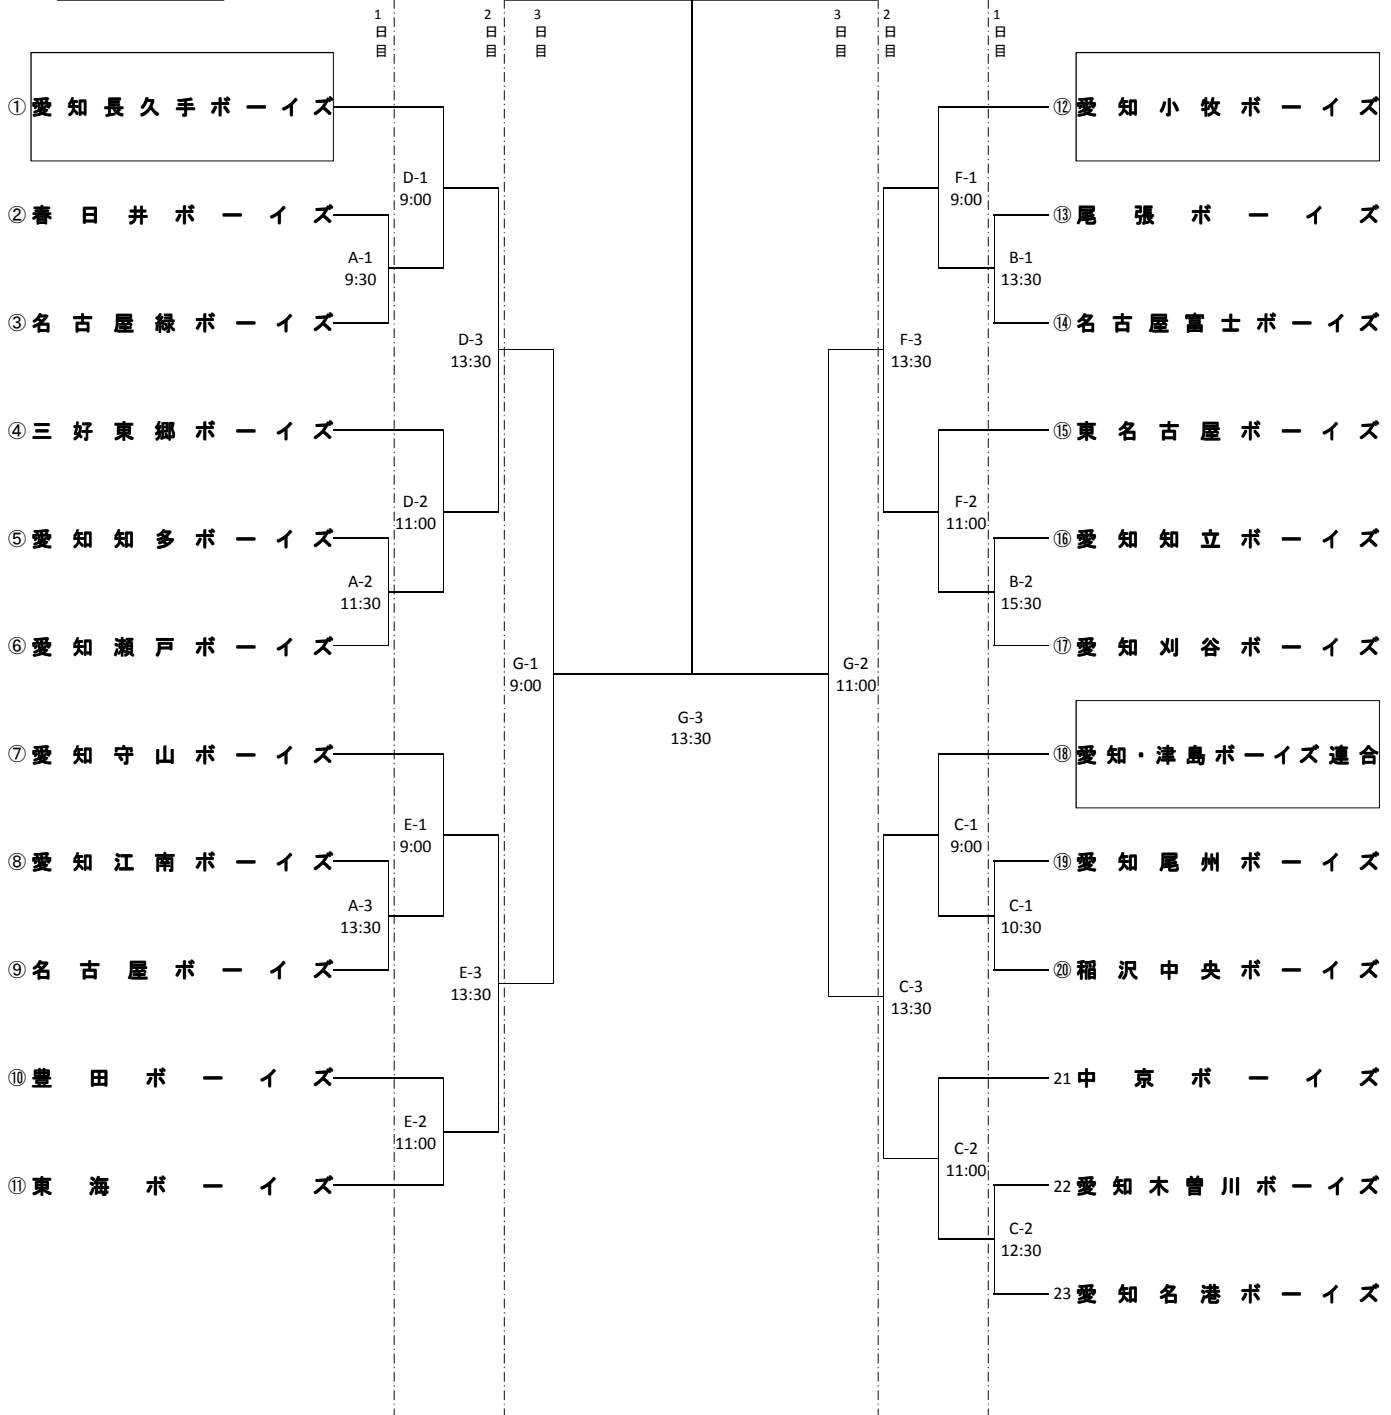 1日目
2日目
3日目
3日目
2日目
1日目
①愛知長久手ボーイズ
②春日井ボーイズ
③名古屋緑ボーイズ
④三好東郷ボーイズ
⑤愛知知多ボーイズ
⑥愛知瀬戸ボーイズ
⑦愛知守山ボーイズ
⑧愛知江南ボーイズ
⑨名古屋ボーイズ
⑩豊田ボーイズ
⑪東海ボーイズ
A-1
9:30
A-2
11:30
A-3
13:30
D-1
9:00
D-2
11:00
E-1
9:00
E-2
11:00
D-3
13:30
E-3
13:30
G-1
9:00
G-3
13:30
G-2
11:00
F-3
13:30
C-3
13:30
F-1
9:00
F-2
11:00
C-1
9:00
C-2
11:00
B-1
13:30
B-2
15:30
C-1
10:30
C-2
12:30
⑫愛知小牧ボーイズ
⑬尾張ボーイズ
⑭名古屋富士ボーイズ
⑮東名古屋ボーイズ
⑯愛知知立ボーイズ
⑰愛知刈谷ボーイズ
⑱愛知・津島ボーイズ連合
⑲愛知尾州ボーイズ
⑳稲沢中央ボーイズ
21中京ボーイズ
22愛知木曽川ボーイズ
23愛知名港ボーイズ